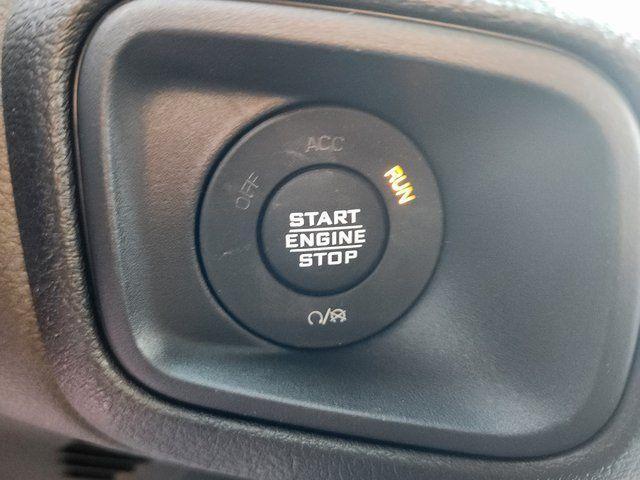 ACC
OFF
RUN
START
ENGINE
STOP